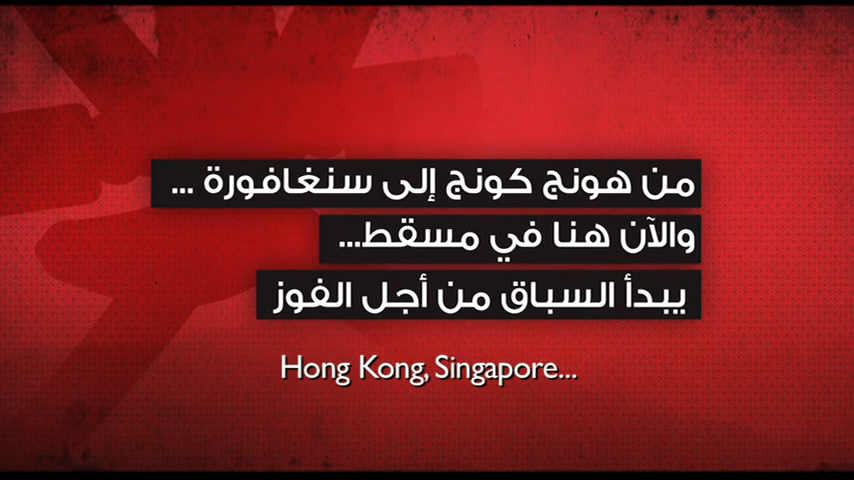 من هونج كونج إلى سنغافورة ...
والآن هنا في مسقط...
يبدأ السباق من أجل الفوز
Hong Kong, Singapore...